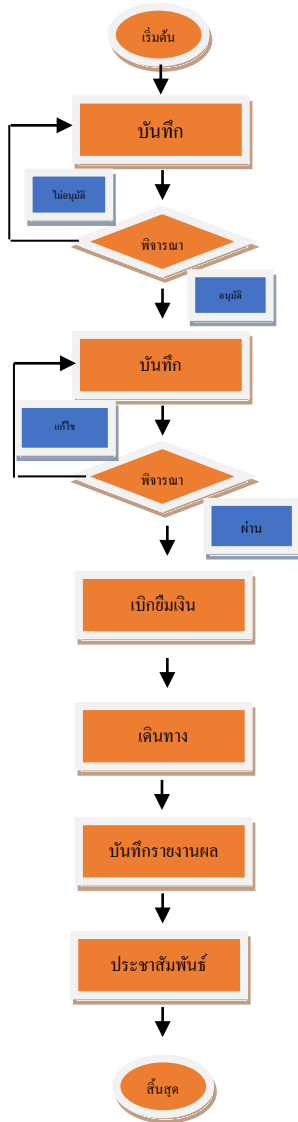 เริ่มต้น
บันทึก
ไม่อนุมัติ
พิจารณา
อนุมัติ
บันทึก
แก้ไข
พิจารณา
ผ่าน
เบิกยืมเงิน
เดินทาง
บันทึกรายงานผล
ประชาสัมพันธ์
สิ้นสุด